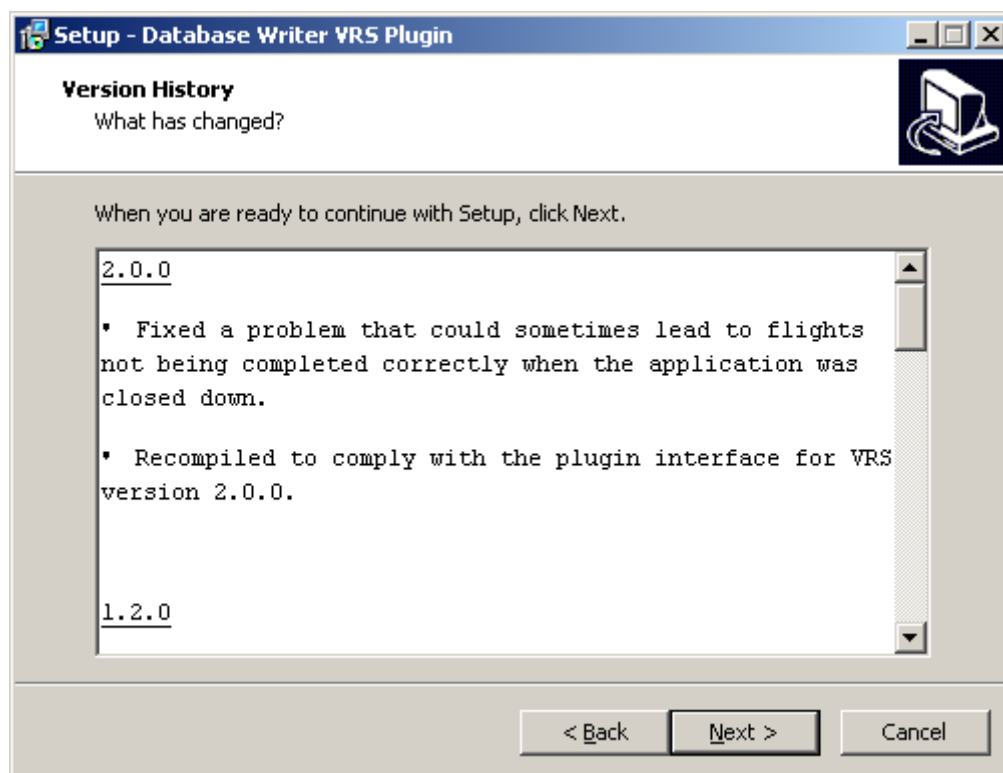 Setup - Database Writer VRS Plugin
Version History
What has changed?
When you are ready to continue with Setup, click Next.
2.0.0
• Fixed a problem that could sometimes lead to flights
not being completed correctly when the application was
closed down.
• Recompiled to comply with the plugin interface for VRS
version 2.0.0.
1.2.0
< Back
Next >
Cancel